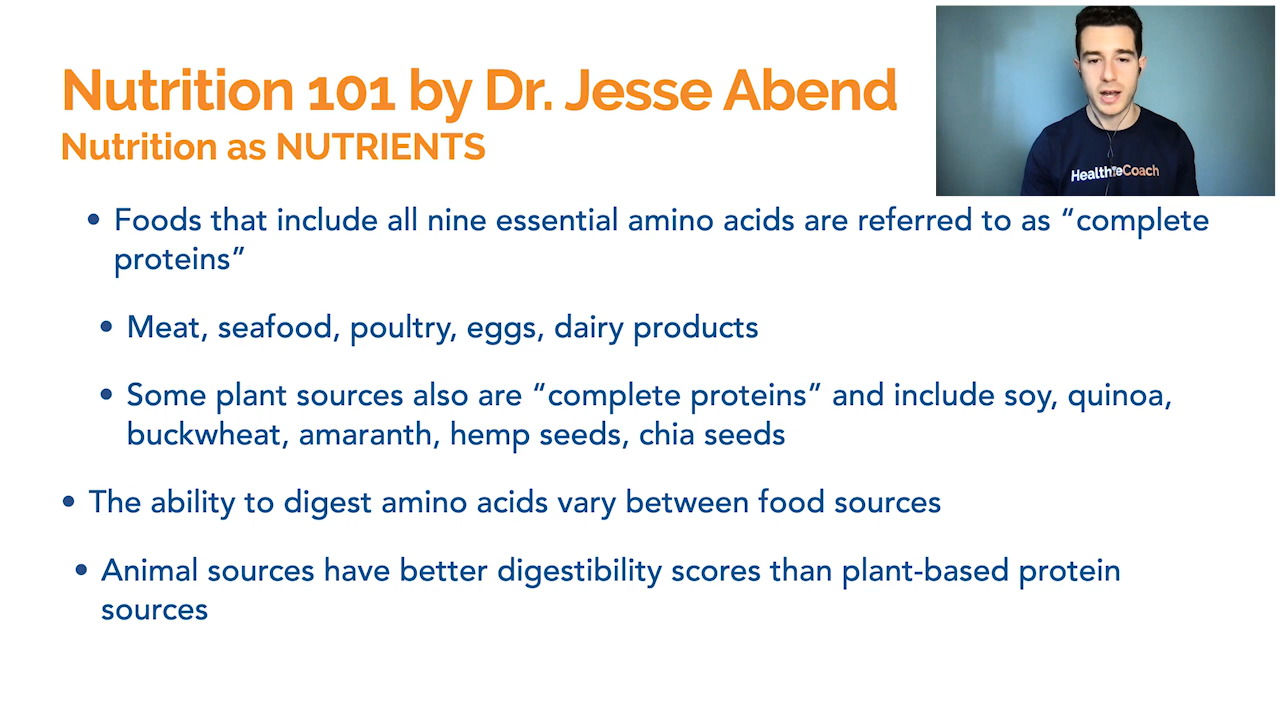 Nutrition 101 by Dr. Jesse Abend
Nutrition as NUTRIENTS
HealthieCoach
• Foods that include all nine essential amino acids are referred to as “complete
proteins”
• Meat, seafood, poultry, eggs, dairy products
• Some plant sources also are “complete proteins” and include soy, quinoa,
buckwheat, amaranth, hemp seeds, chia seeds
• The ability to digest amino acids vary between food sources
• Animal sources have better digestibility scores than plant-based protein
sources